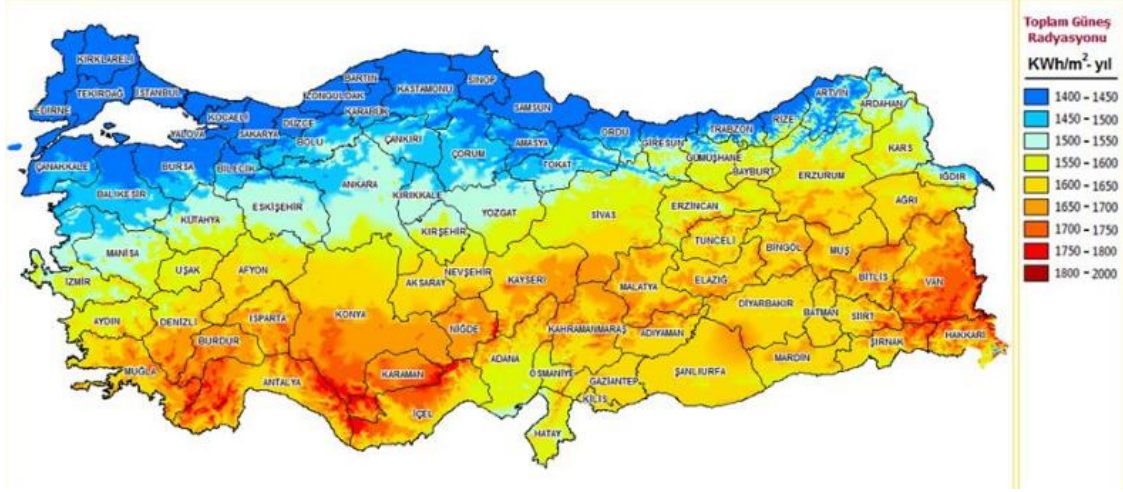 Toplam Güneş
Radyasyonu
KWh/m²- yıl
1400 - 1450
1450 - 1500
1500 - 1550
1550 - 1600
1600 - 1650
1650 - 1700
1700 - 1750
1750 - 1800
1800 - 2000
KIRKLARELİ
TEKİRDAĞ
İSTANBUL
EDİRNE
KOCAELİ
YALOVA
SAKARYA
DÜZCE
ZONGULDAK
BARTIN
KARABÜK
KASTAMONU
SİNOP
SAMSUN
ORDU
GİRESUN
TRABZON
RİZE
ARTVİN
ARDAHAN
KARS
IĞDIR
ÇANAKKALE
BURSA
BİLECİK
BOLU
ÇANKIRI
ÇORUM
AMASYA
TOKAT
GÜMÜŞHANE
BAYBURT
ERZURUM
AĞRI
BALIKESİR
KÜTAHYA
ESKİŞEHİR
ANKARA
KIRIKKALE
YOZGAT
SİVAS
ERZİNCAN
KIRŞEHİR
TUNCELİ
BİNGÖL
MUŞ
MANİSA
İZMİR
UŞAK
AFYON
AKSARAY
NEVŞEHİR
KAYSERİ
MALATYA
ELAZIĞ
BİTLİS
VAN
DİYARBAKIR
BATMAN
SİİRT
AYDIN
DENİZLİ
ISPARTA
BURDUR
KONYA
NİĞDE
KAHRAMANMARAŞ
ADIYAMAN
ŞIRNAK
HAKKARİ
MARDİN
MUĞLA
ANTALYA
KARAMAN
ADANA
OSMANİYE
GAZİANTEP
ŞANLIURFA
KİLİS
İÇEL
HATAY